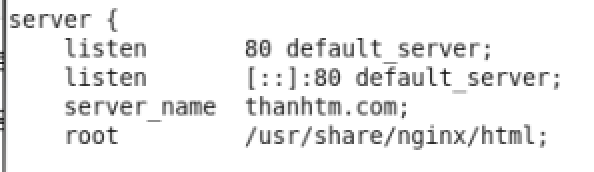 server {
    listen       80 default_server;
    listen       [::]:80 default_server;
    server_name  thanhtm.com;
    root         /usr/share/nginx/html;